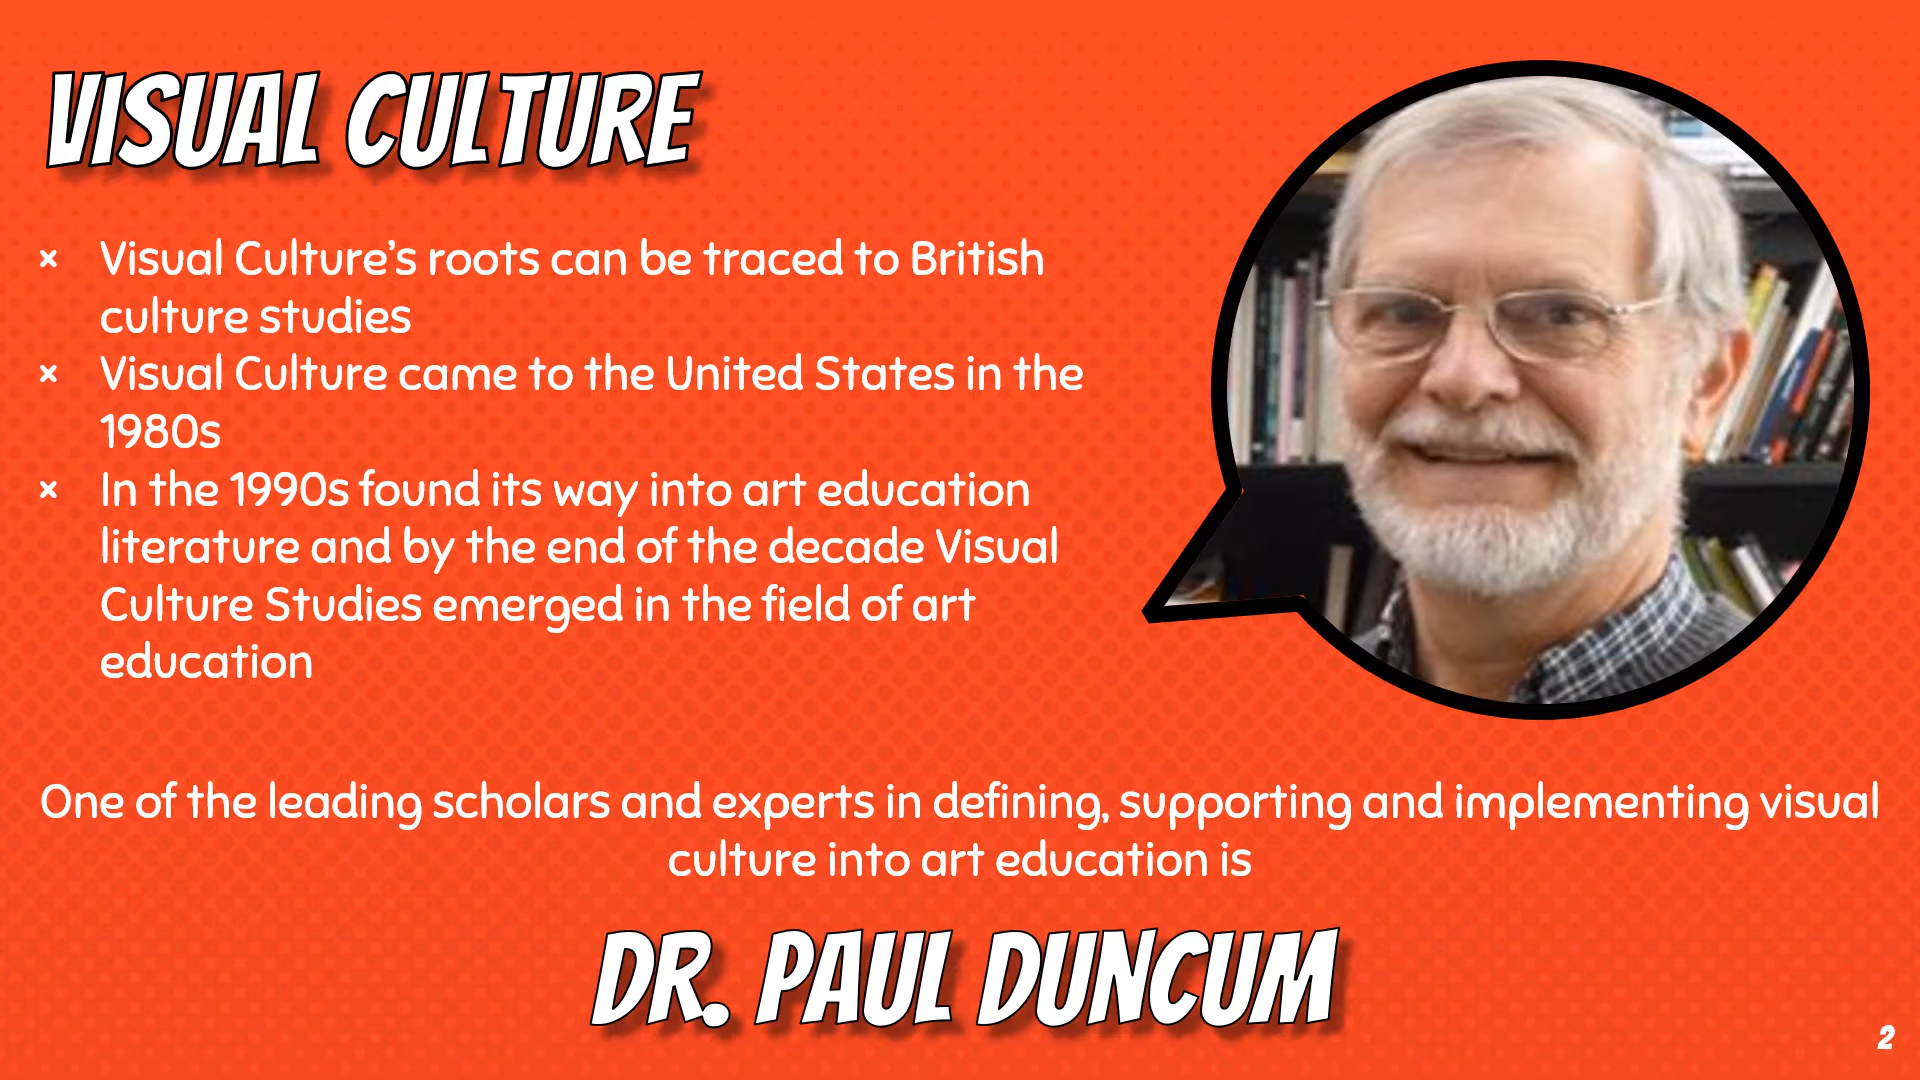 VISUAL CULTURE
× Visual Culture’s roots can be traced to British
culture studies
× Visual Culture came to the United States in the
1980s
× In the 1990s found its way into art education
literature and by the end of the decade Visual
Culture Studies emerged in the field of art
education
One of the leading scholars and experts in defining, supporting and implementing visual
culture into art education is
DR. PAUL DUNCUM
2